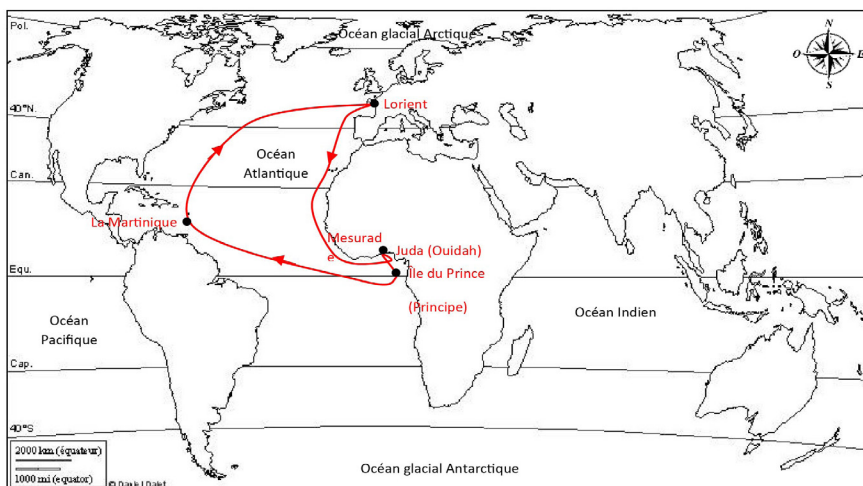 Pol.
Océan glacial Arctique
N
O
E
S
40°N.
Lorient
Océan
Atlantique
Can.
La Martinique
Mesurad
e
Juda (Ouidah)
Equ.
Île du Prince
(Principe)
Océan
Pacifique
Océan Indien
Cap.
40°S
2000 km (équateur)
1000 mi (equator)
Océan glacial Antarctique